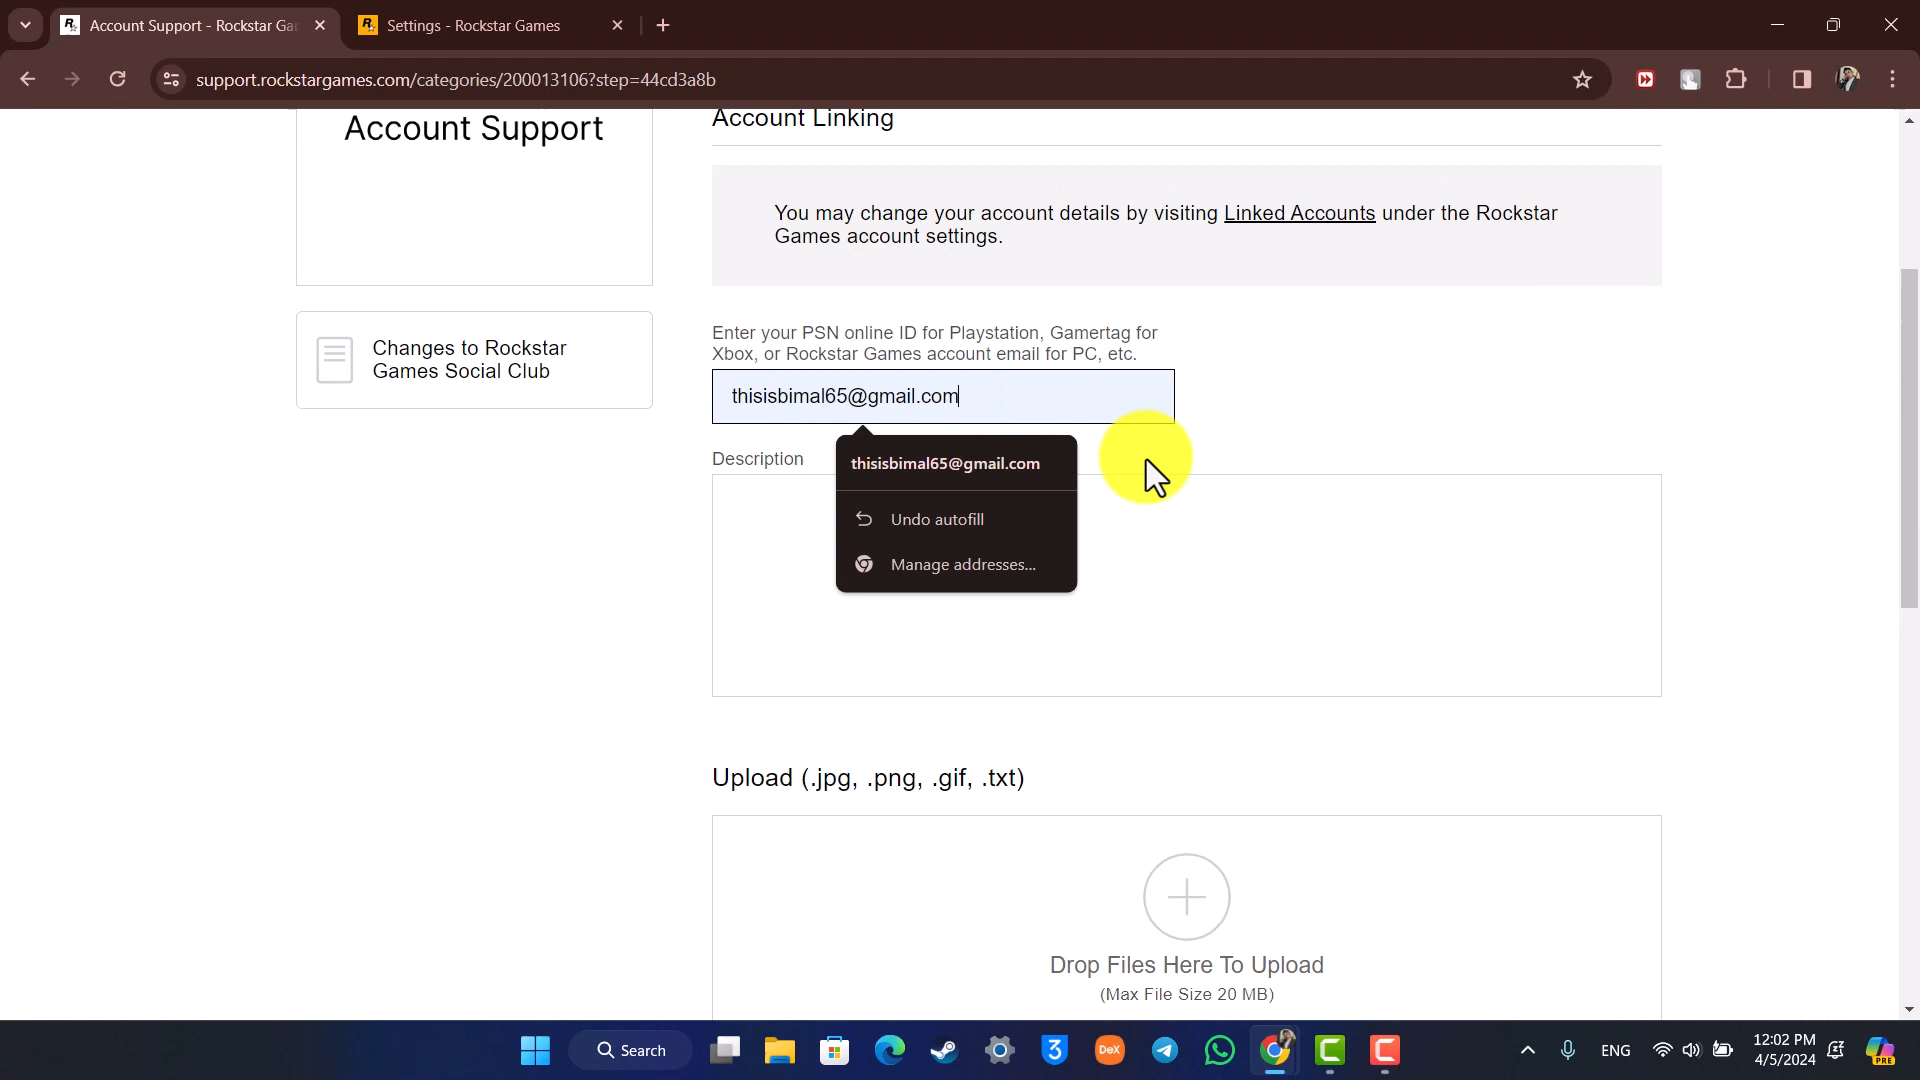 Account Support - Rockstar Ga
Settings - Rockstar Games
support.rockstargames.com/categories/200013106?step=44cd3a8b
Account Support
Changes to Rockstar
Games Social Club
Account Linking
You may change your account details by visiting Linked Accounts under the Rockstar
Games account settings.
Enter your PSN online ID for Playstation, Gamertag for
Xbox, or Rockstar Games account email for PC, etc.
thisisbimal65@gmail.com
Description
thisisbimal65@gmail.com
Undo autofill
Manage addresses...
Upload (.jpg, .png, .gif, .txt)
Drop Files Here To Upload
(Max File Size 20 MB)
Search
3
DeX
ENG
12:02 PM
4/5/2024
PRE